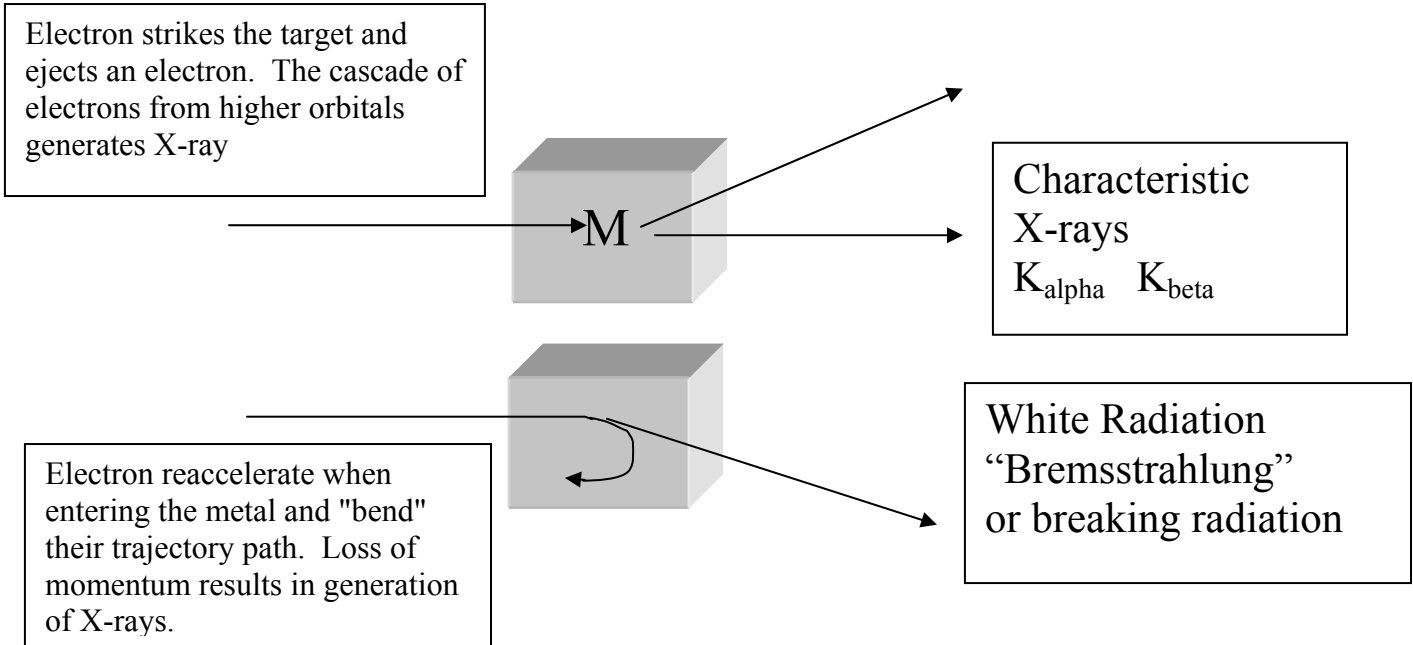 Electron strikes the target and
ejects an electron.  The cascade of
electrons from higher orbitals
generates X-ray
M
Characteristic
X-rays
Kalpha   Kbeta
Electron reaccelerate when
entering the metal and "bend"
their trajectory path.  Loss of
momentum results in generation
of X-rays.
White Radiation
“Bremsstrahlung”
or breaking radiation